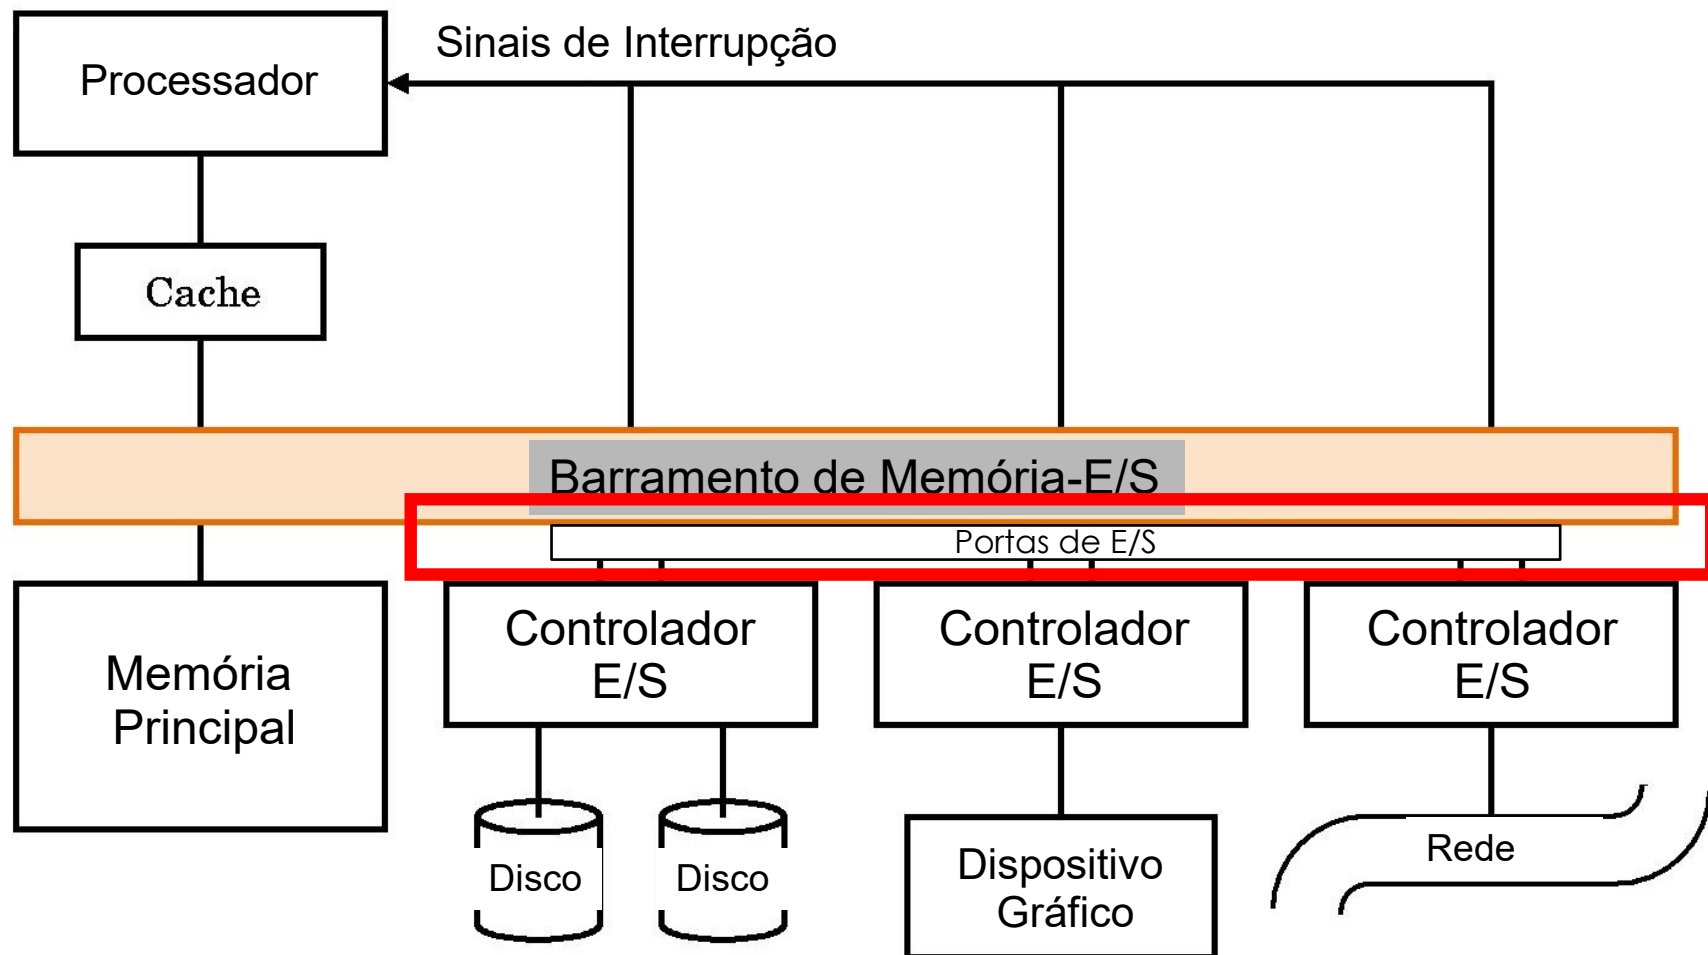 Sinais de Interrupção
Processador
Cache
Barramento de Memória-E/S
Portas de E/S
Memória
Principal
Controlador
E/S
Controlador
E/S
Controlador
E/S
Disco
Disco
Dispositivo
Gráfico
Rede